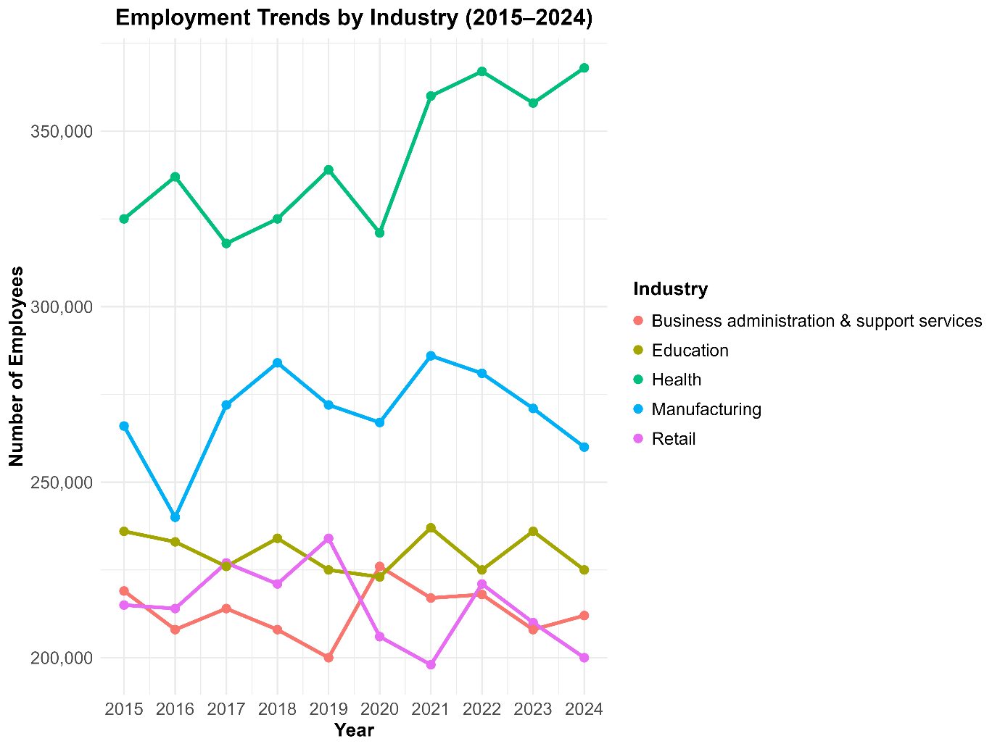 Employment Trends by Industry (2015–2024)
Number of Employees
350,000
300,000
250,000
200,000
2015 2016 2017 2018 2019 2020 2021 2022 2023 2024
Year
Industry
Business administration & support services
Education
Health
Manufacturing
Retail